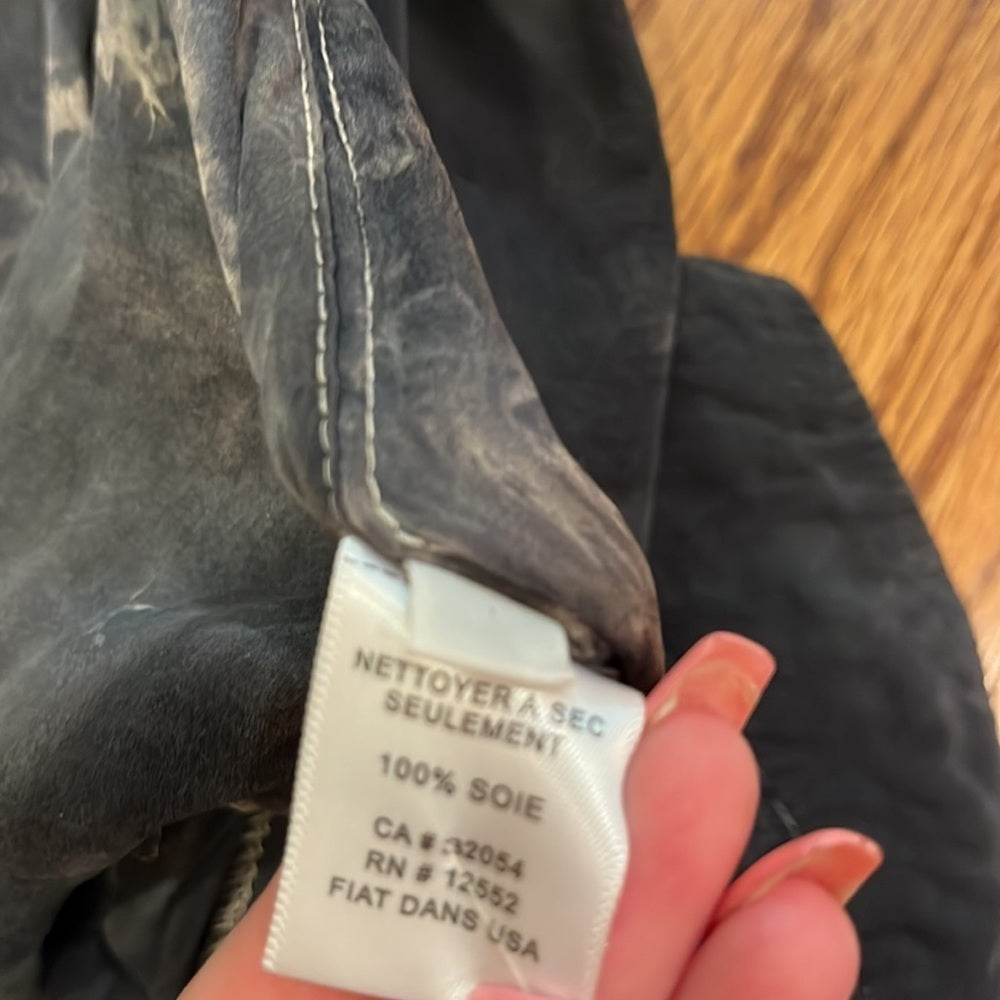 NETTOYER A SEC
SEULEMENT
100% SOIE
CA # 32054
RN # 12552
FIAT DANS USA